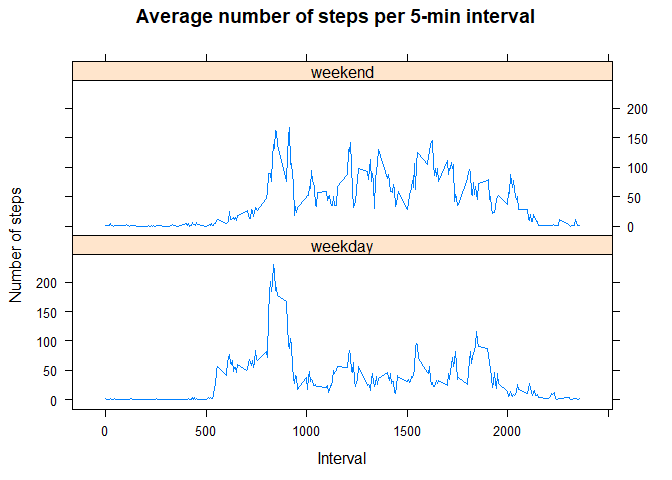 Average number of steps per 5-min interval
weekend
200
150
100
50
0
weekday
200
150
100
50
0
Number of steps
0 500 1000 1500 2000
Interval